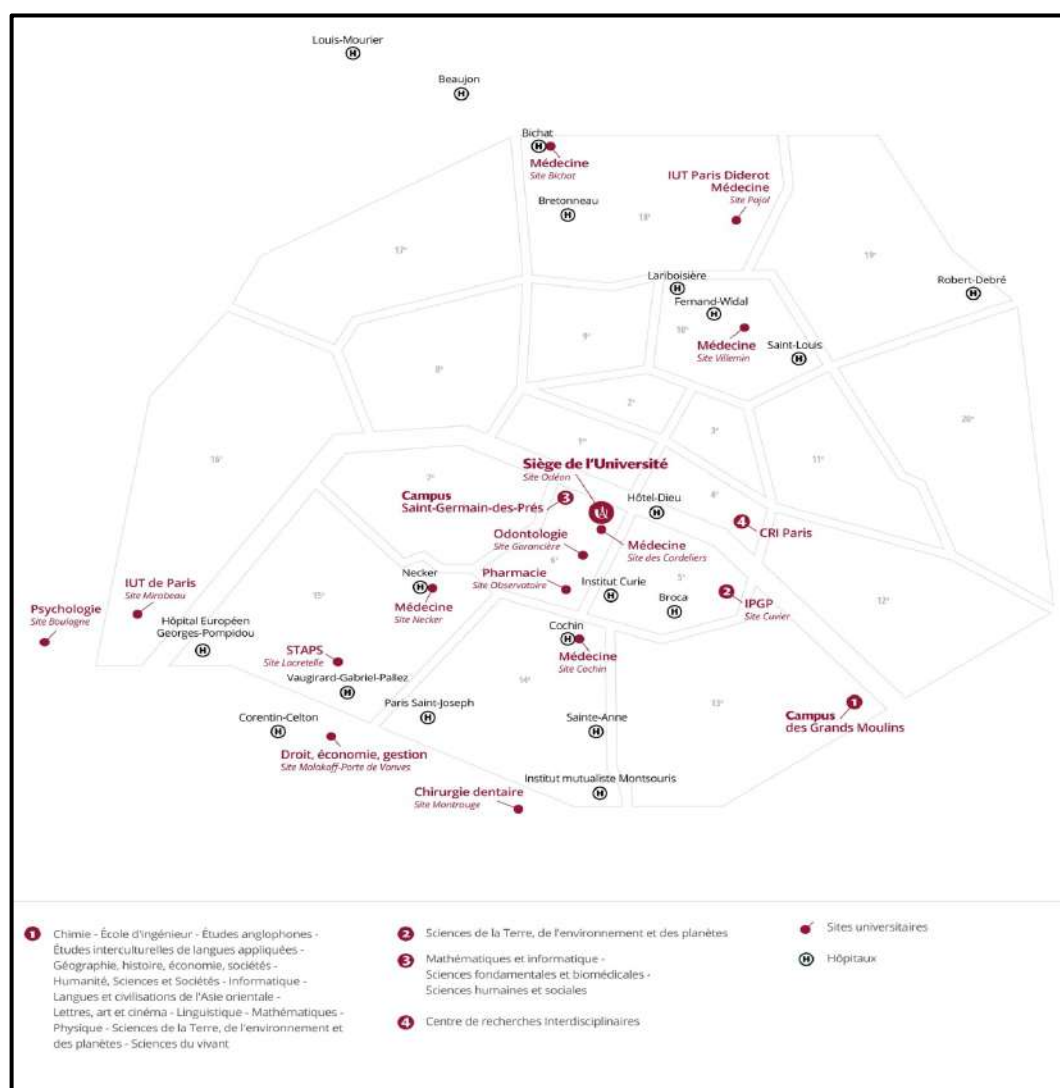 Louis-Mourier
Beaujon
Bichat
Médecine
Site Bichat
IUT Paris Diderot
Médecine
Site Pajol
Bretonneau
18e
17e
19e
Lariboisière
Robert-Debré
Fernand-Widal
10e
9e
Médecine
Site Villemin
Saint-Louis
8e
2e
3e
20e
1er
11e
16e
7e
Siège de l'Université
Site Odéon
Campus
Saint-Germain-des-Prés
3
Hôtel-Dieu
4e
4
CRI Paris
Odontologie
Site Garancière
Médecine
Site des Cordeliers
6e
Necker
Pharmacie
Site Observatoire
Institut Curie
5e
2
IPGP
Site Cuvier
Broca
12e
IUT de Paris
Site Mirabeau
15e
Médecine
Site Necker
Psychologie
Site Boulogne
Hôpital Européen
Georges-Pompidou
Cochin
Médecine
Site Cochin
STAPS
Site Lacretelle
Vaugirard-Gabriel-Pallez
14e
Paris Saint-Joseph
13e
1
Campus
des Grands Moulins
Corentin-Celton
Sainte-Anne
Droit, économie, gestion
Site Malakoff-Porte de Vanves
Institut mutualiste Montsouris
Chirurgie dentaire
Site Montrouge
1 Chimie - École d'ingénieur - Études anglophones -
Études interculturelles de langues appliquées -
Géographie, histoire, économie, sociétés -
Humanité, Sciences et Sociétés - Informatique -
Langues et civilisations de l'Asie orientale -
Lettres, art et cinéma - Linguistique - Mathématiques -
Physique - Sciences de la Terre, de l'environnement et
des planètes - Sciences du vivant
2 Sciences de la Terre, de l'environnement et des planètes
3 Mathématiques et informatique -
Sciences fondamentales et biomédicales -
Sciences humaines et sociales
4 Centre de recherches Interdisciplinaires
Sites universitaires
H Hôpitaux